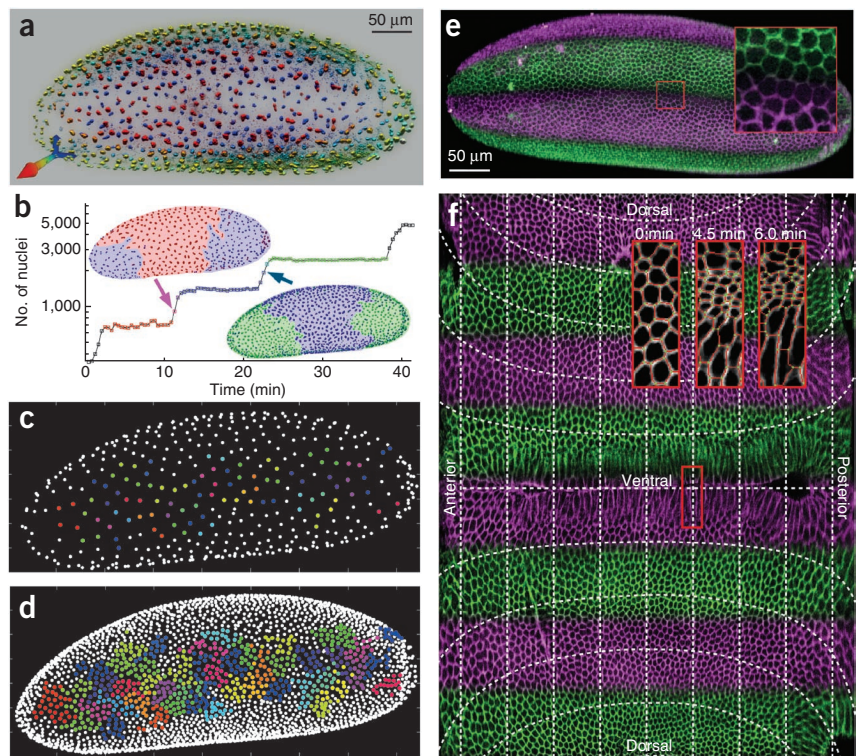 a
50 µm
b
No. of nuclei
5,000
3,000
1,000
0
10
20
30
40
Time (min)
c
d
e
50 µm
f
Dorsal
0 min
4.5 min
6.0 min
Anterior
Ventral
Posterior
Dorsal